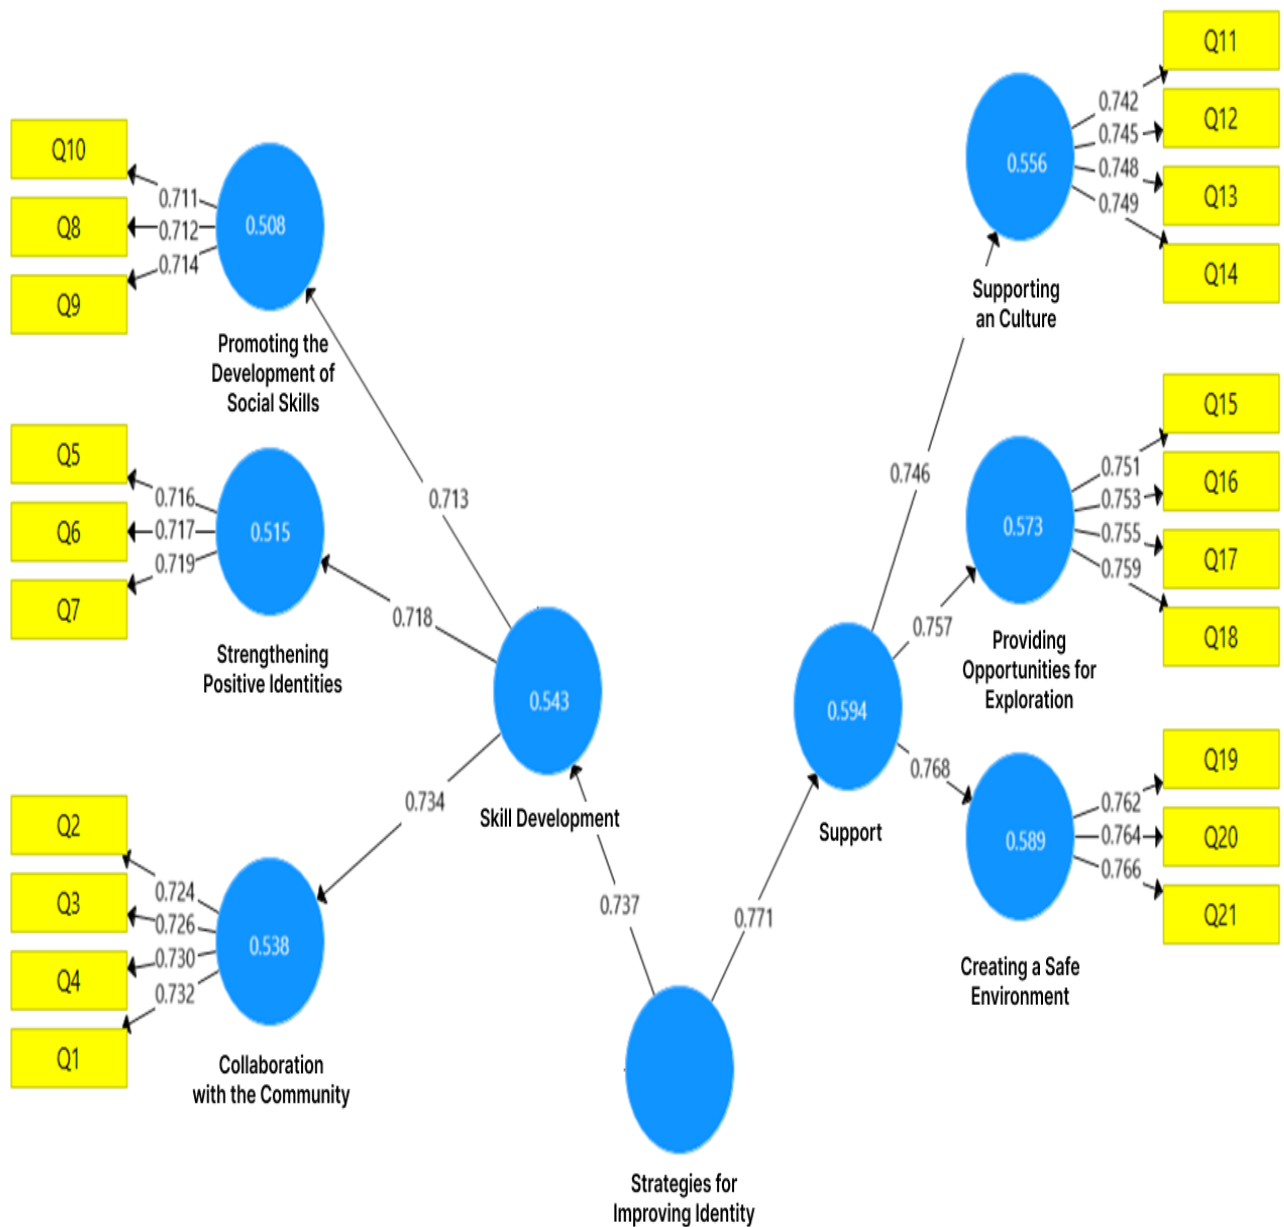 Q10
Q8
Q9
0.711
0.712
0.714
0.508
Promoting the
Development of
Social Skills
Q5
Q6
Q7
0.716
0.717
0.719
0.515
Strengthening
Positive Identities
Q2
Q3
Q4
Q1
0.724
0.726
0.730
0.732
0.538
Collaboration
with the Community
0.713
0.718
0.734
0.543
Skill Development
0.737
0.771
Strategies for
Improving Identity
0.594
Support
0.746
0.757
0.768
0.556
Supporting
an Culture
0.742
0.745
0.748
0.749
Q11
Q12
Q13
Q14
0.573
Providing
Opportunities for
Exploration
0.751
0.753
0.755
0.759
Q15
Q16
Q17
Q18
0.589
Creating a Safe
Environment
0.762
0.764
0.766
Q19
Q20
Q21